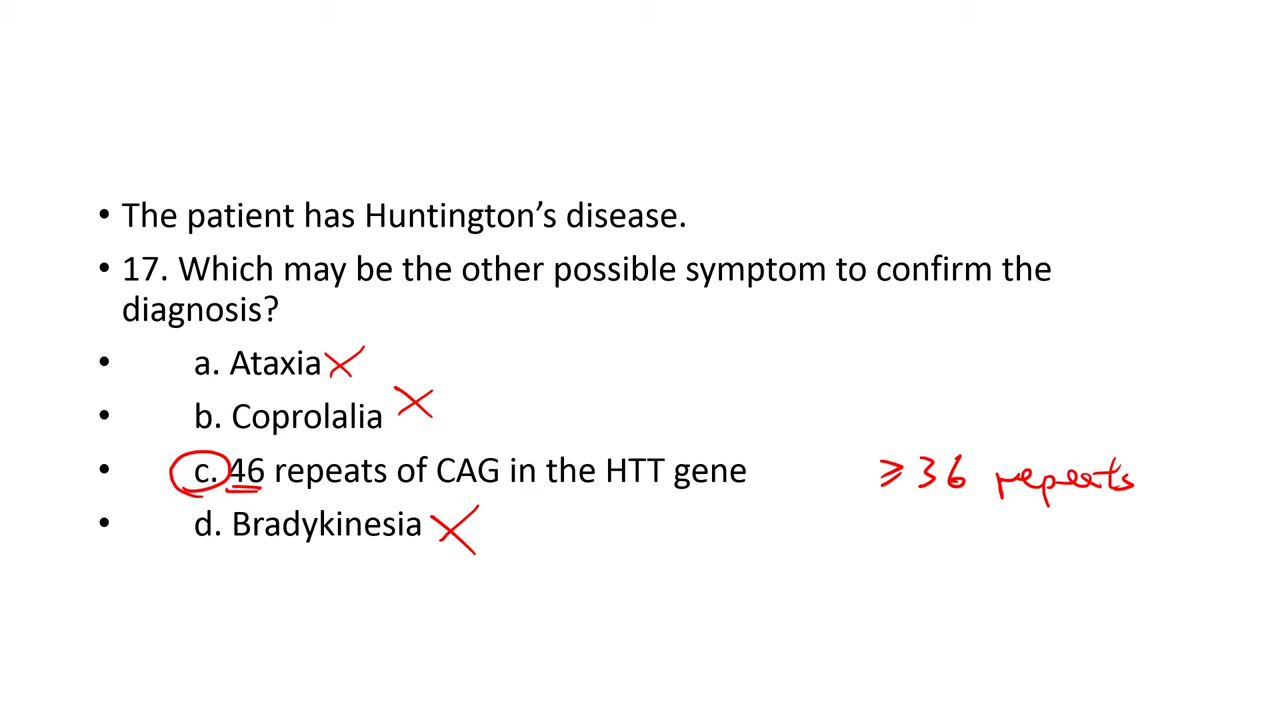 • The patient has Huntington’s disease.
• 17. Which may be the other possible symptom to confirm the
diagnosis?
• a. Ataxia
• b. Coprolalia
• c. 46 repeats of CAG in the HTT gene ⩾36 repeats
• d. Bradykinesia